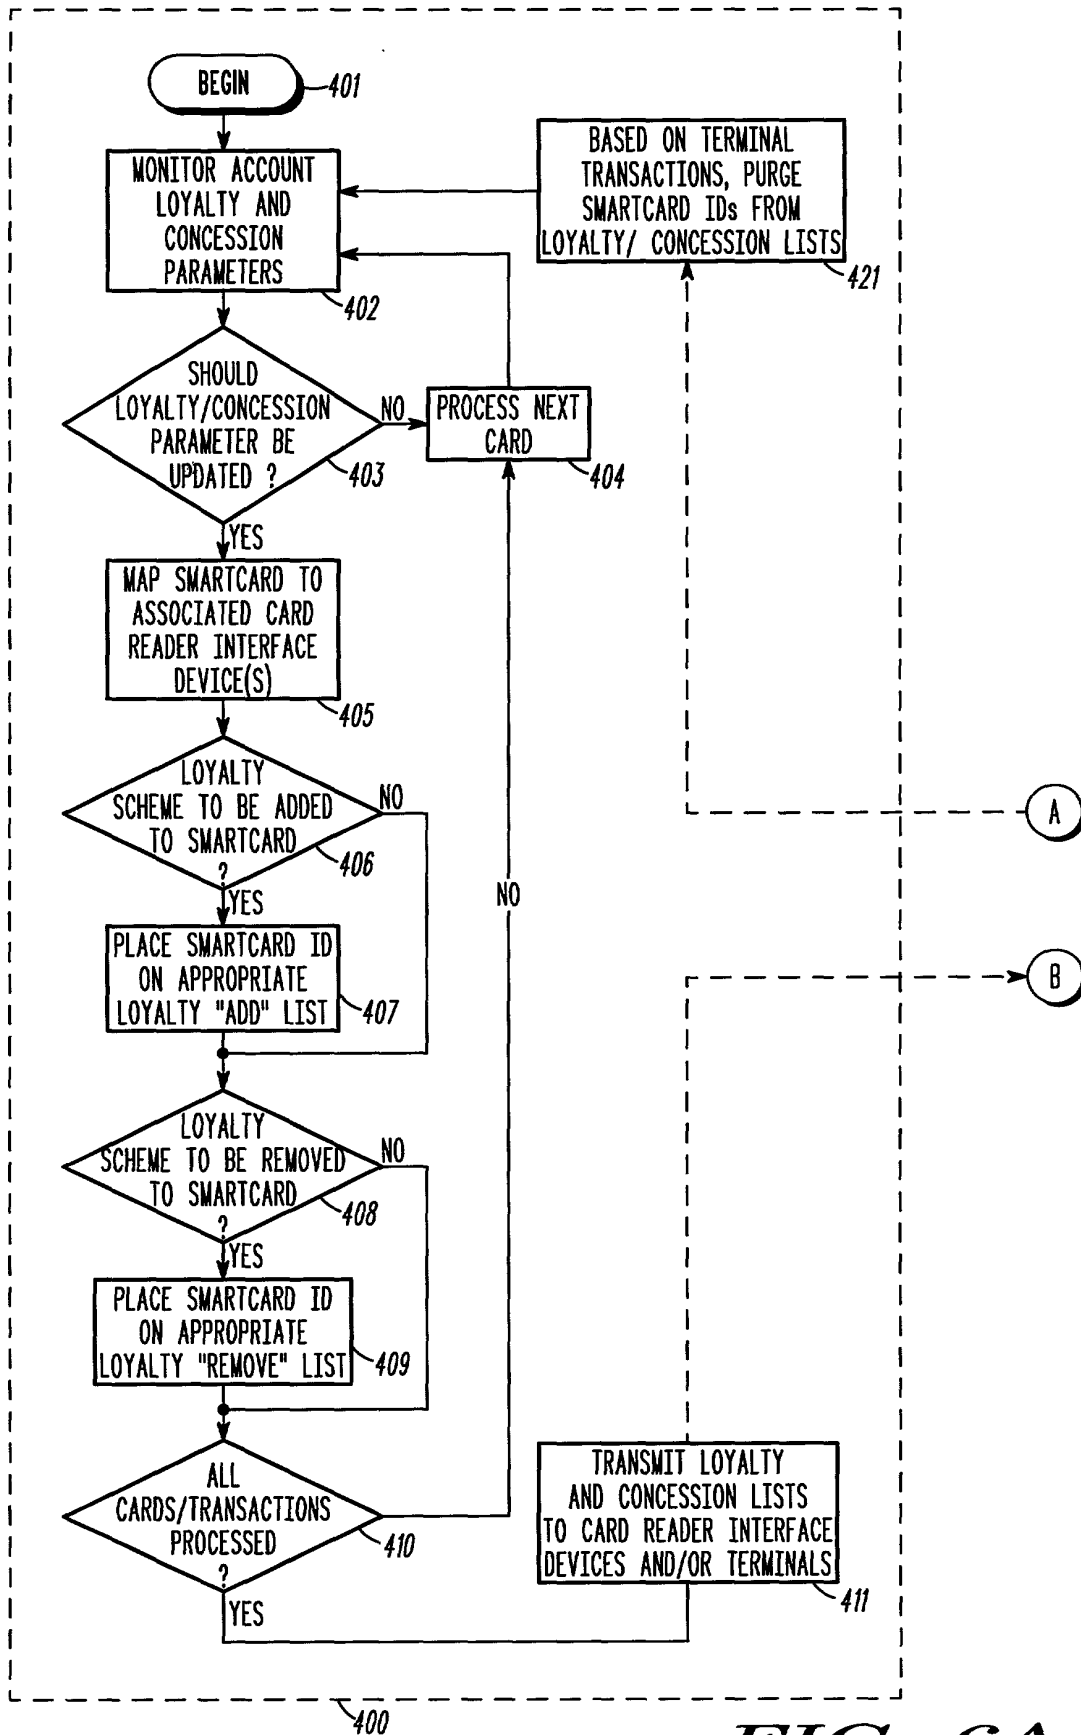 BEGIN
401
MONITOR ACCOUNT
LOYALTY AND
CONCESSION
PARAMETERS
402
BASED ON TERMINAL
TRANSACTIONS, PURGE
SMARTCARD IDs FROM
LOYALTY/ CONCESSION LISTS
421
SHOULD
LOYALTY/CONCESSION
PARAMETER BE
UPDATED ?
403
NO
PROCESS NEXT
CARD
404
YES
MAP SMARTCARD TO
ASSOCIATED CARD
READER INTERFACE
DEVICE(S)
405
LOYALTY
SCHEME TO BE ADDED
TO SMARTCARD
?
406
NO
A
YES
NO
PLACE SMARTCARD ID
ON APPROPRIATE
LOYALTY "ADD" LIST
407
B
LOYALTY
SCHEME TO BE REMOVED
TO SMARTCARD
?
408
NO
YES
PLACE SMARTCARD ID
ON APPROPRIATE
LOYALTY "REMOVE" LIST
409
ALL
CARDS/TRANSACTIONS
PROCESSED
?
410
YES
TRANSMIT LOYALTY
AND CONCESSION LISTS
TO CARD READER INTERFACE
DEVICES AND/OR TERMINALS
411
400
FIG. 6A